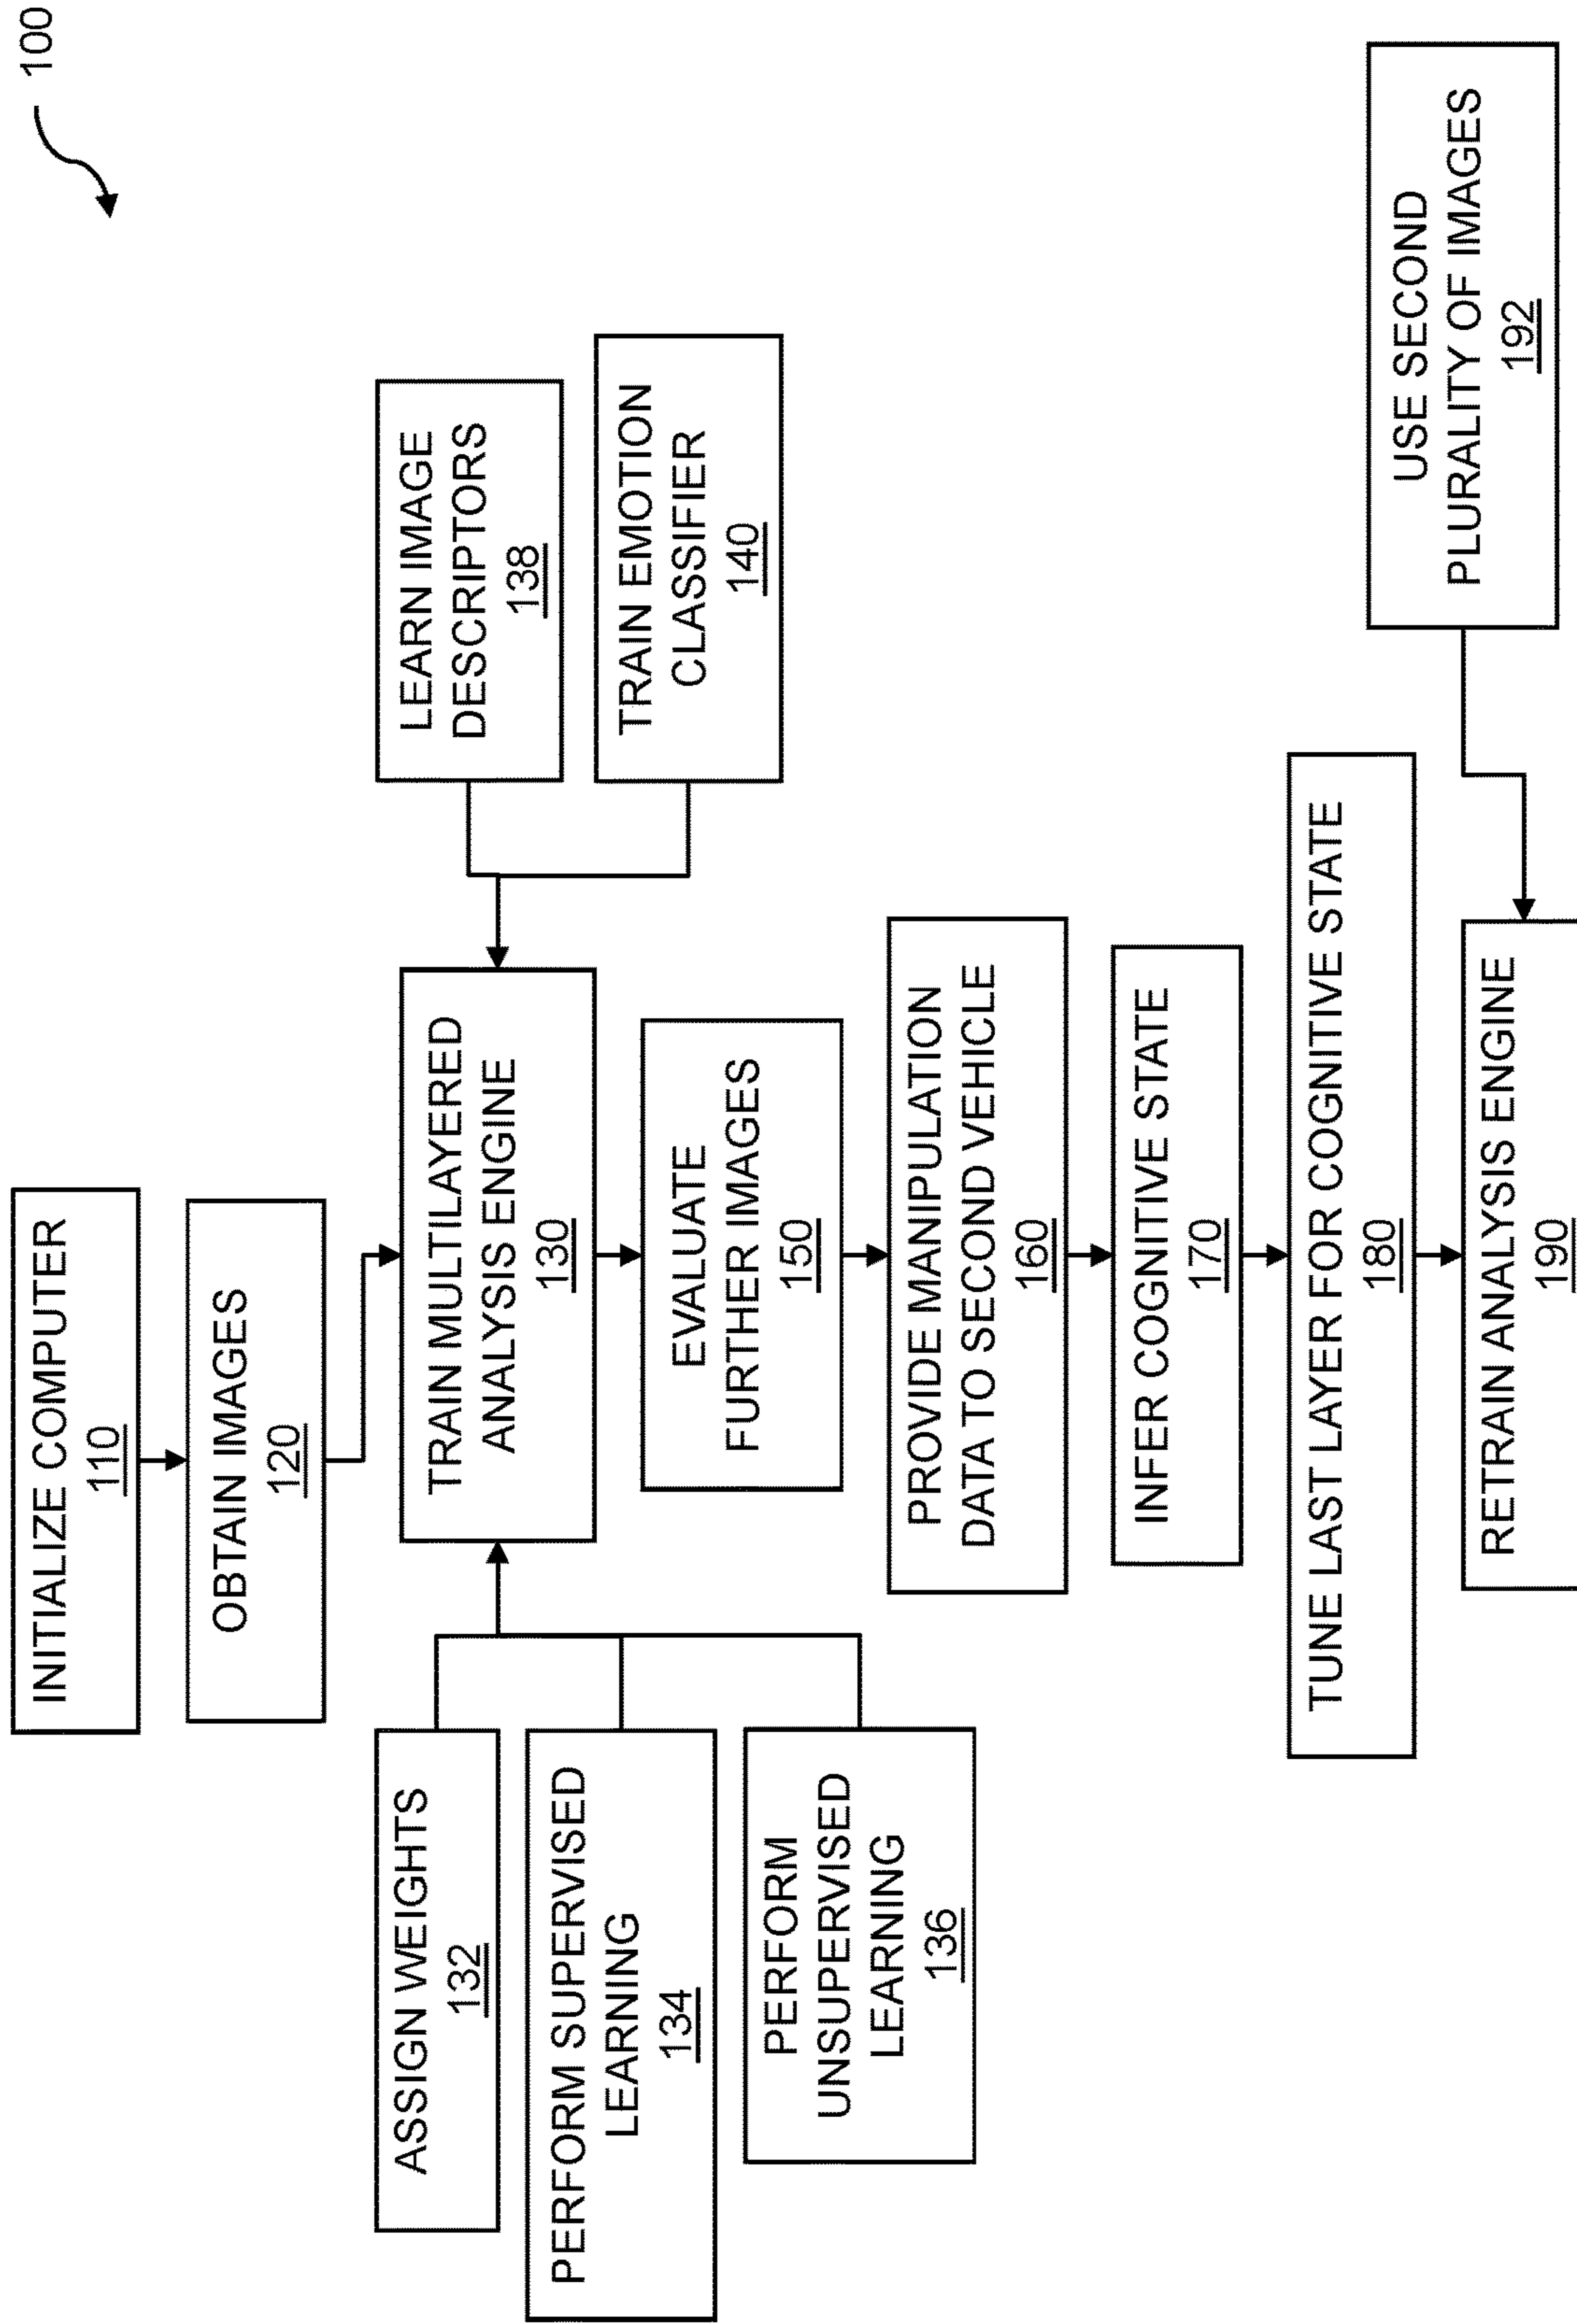 100
INITIALIZE COMPUTER
110
OBTAIN IMAGES
120
TRAIN MULTILAYERED
ANALYSIS ENGINE
130
ASSIGN WEIGHTS
132
PERFORM SUPERVISED
LEARNING
134
PERFORM
UNSUPERVISED
LEARNING
136
LEARN IMAGE
DESCRIPTORS
138
TRAIN EMOTION
CLASSIFIER
140
EVALUATE
FURTHER IMAGES
150
PROVIDE MANIPULATION
DATA TO SECOND VEHICLE
160
INFER COGNITIVE STATE
170
TUNE LAST LAYER FOR COGNITIVE STATE
180
RETRAIN ANALYSIS ENGINE
190
USE SECOND
PLURALITY OF IMAGES
192